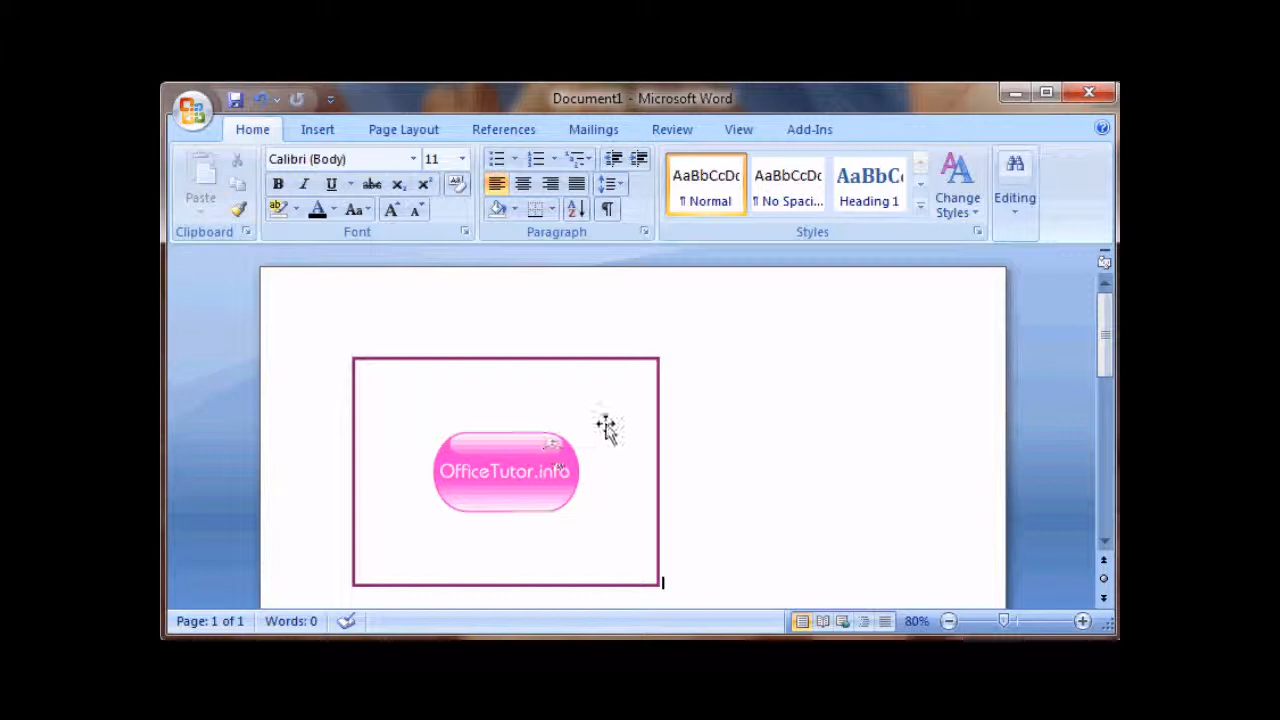 Document1 - Microsoft Word
Home Insert Page Layout References Mailings Review View Add-Ins
Paste
Clipboard
Calibri (Body) 11
B I U abc x₂ x²
ab A Aa A A
Font
A Z
Paragraph
AaBbCcDc AaBbCcDc AaBbCc
¶ Normal ¶ No Spaci... Heading 1
Change Styles
Styles
Editing
OfficeTutor.info
Page: 1 of 1 Words: 0 80%